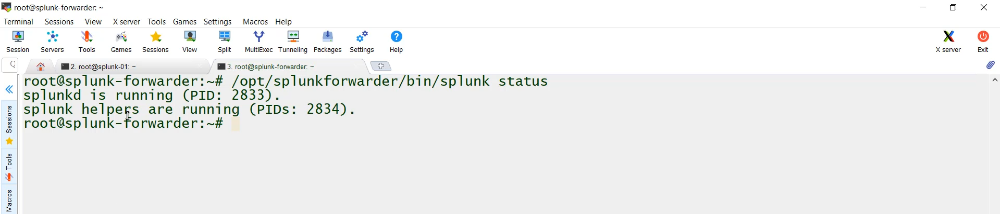 root@splunk-forwarder: ~
Terminal Sessions View X server Tools Games Settings Macros Help
Session Servers Tools Games Sessions View Split MultiExec Tunneling Packages Settings Help X server Exit
2. root@splunk-01: ~ 3. root@splunk-forwarder: ~
root@splunk-forwarder:~# /opt/splunkforwarder/bin/splunk status
splunkd is running (PID: 2833).
splunk helpers are running (PIDs: 2834).
root@splunk-forwarder:~#
Sessions
Tools
Macros